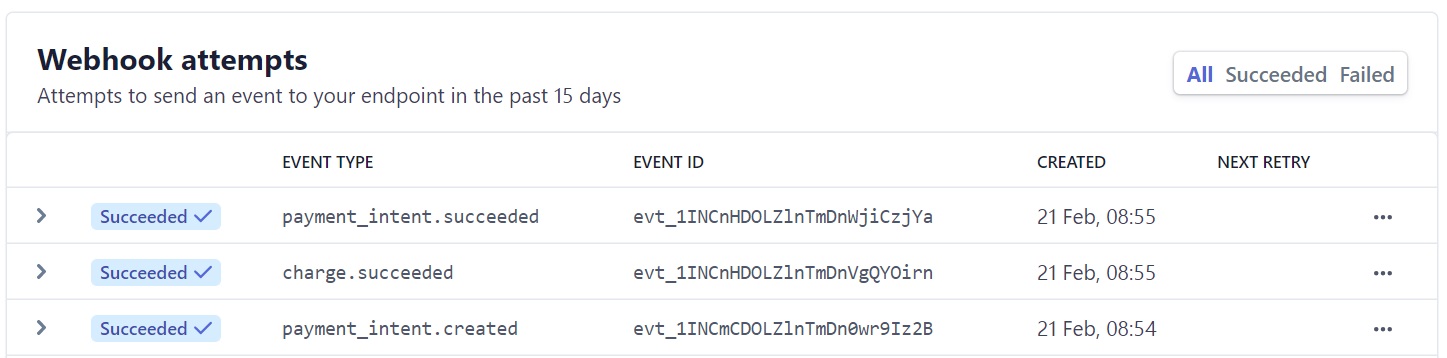 Webhook attempts
Attempts to send an event to your endpoint in the past 15 days
All Succeeded Failed
EVENT TYPE EVENT ID CREATED NEXT RETRY
Succeeded payment_intent.succeeded evt_1INCnHDOLZlnTmDnWjiCzjYa 21 Feb, 08:55
Succeeded charge.succeeded evt_1INCnHDOLZlnTmDnVgQYOirn 21 Feb, 08:55
Succeeded payment_intent.created evt_1INCmCDOLZlnTmDn0wr9Iz2B 21 Feb, 08:54